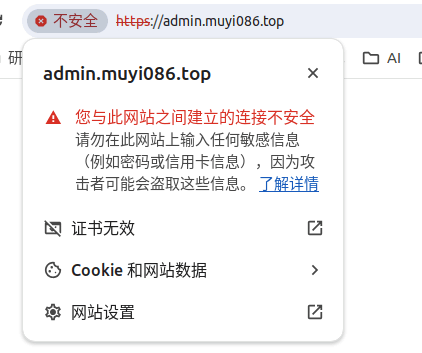 不安全 https://admin.muyi086.top
研
AI
admin.muyi086.top
您与此网站之间建立的连接不安全
请勿在此网站上输入任何敏感信息
（例如密码或信用卡信息），因为攻
击者可能会盗取这些信息。 了解详情
证书无效
Cookie 和网站数据
网站设置